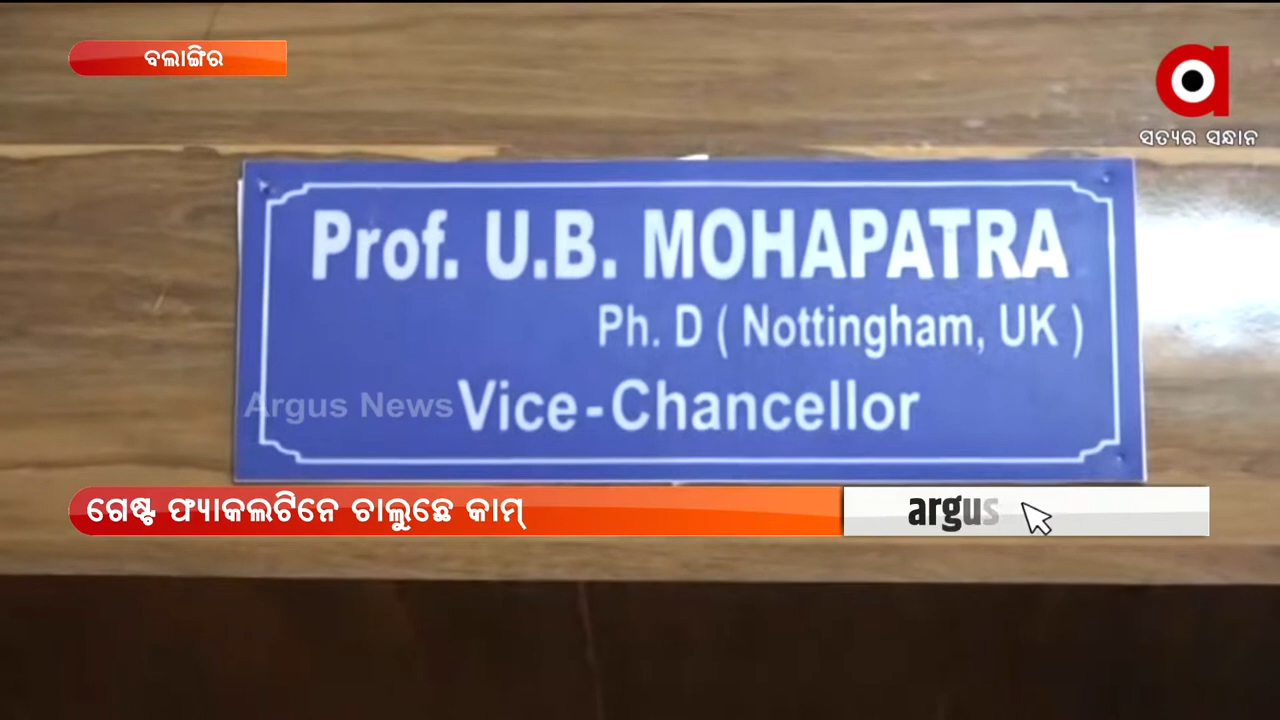 ବଲାଙ୍ଗିର
ସତ୍ୟର ସନ୍ଧାନ
Prof. U.B. MOHAPATRA
Ph. D ( Nottingham, UK )
Argus News
Vice-Chancellor
ଗେଷ୍ଟ ଫ୍ୟାକଲଟିନେ ଚାଲୁଛେ କାମ୍
argus